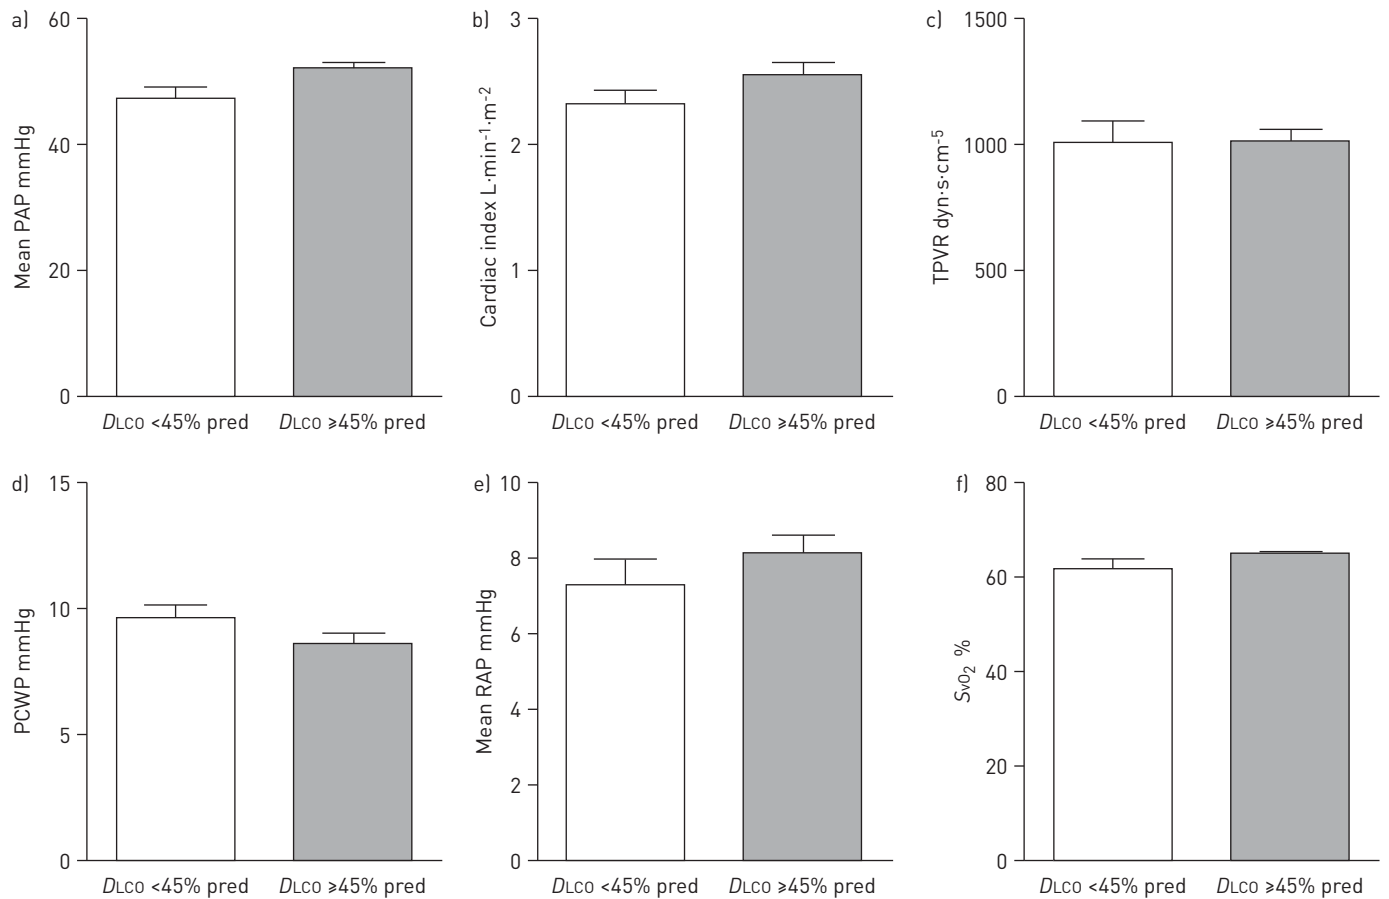 a)
60
40
20
0
Mean PAP mmHg
DLCO <45% pred
DLCO ≥45% pred
b)
3
2
1
0
Cardiac index L·min⁻¹·m⁻²
DLCO <45% pred
DLCO ≥45% pred
c)
1500
1000
500
0
TPVR dyn·s·cm⁻⁵
DLCO <45% pred
DLCO ≥45% pred
d)
15
10
5
0
PCWP mmHg
DLCO <45% pred
DLCO ≥45% pred
e)
10
8
6
4
2
0
Mean RAP mmHg
DLCO <45% pred
DLCO ≥45% pred
f)
80
60
40
20
0
SvO₂ %
DLCO <45% pred
DLCO ≥45% pred